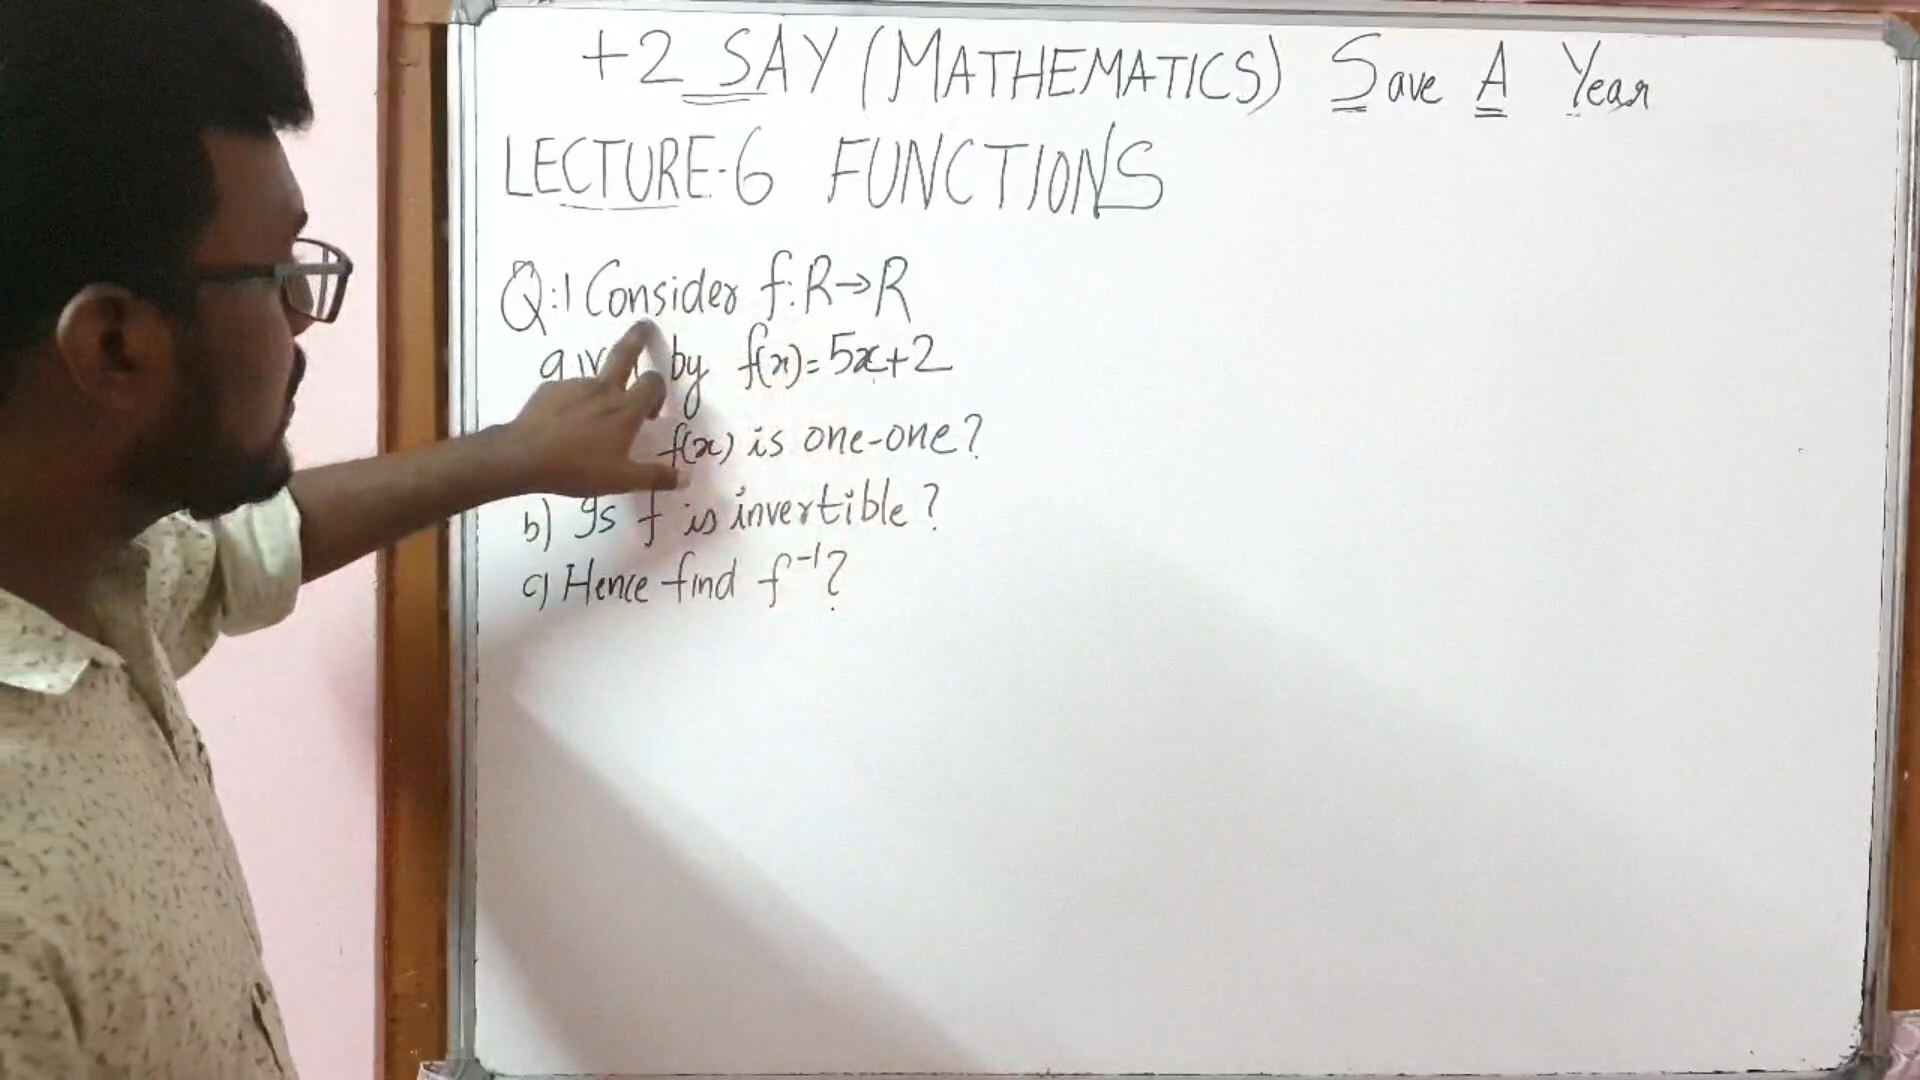 +2 SAY (MATHEMATICS) Save A Year
LECTURE-6 FUNCTIONS
Q:1 Consider f:R→R
by f(x)=5x+2
f(x) is one-one?
b) Is f is invertible?
c) Hence find f⁻¹?